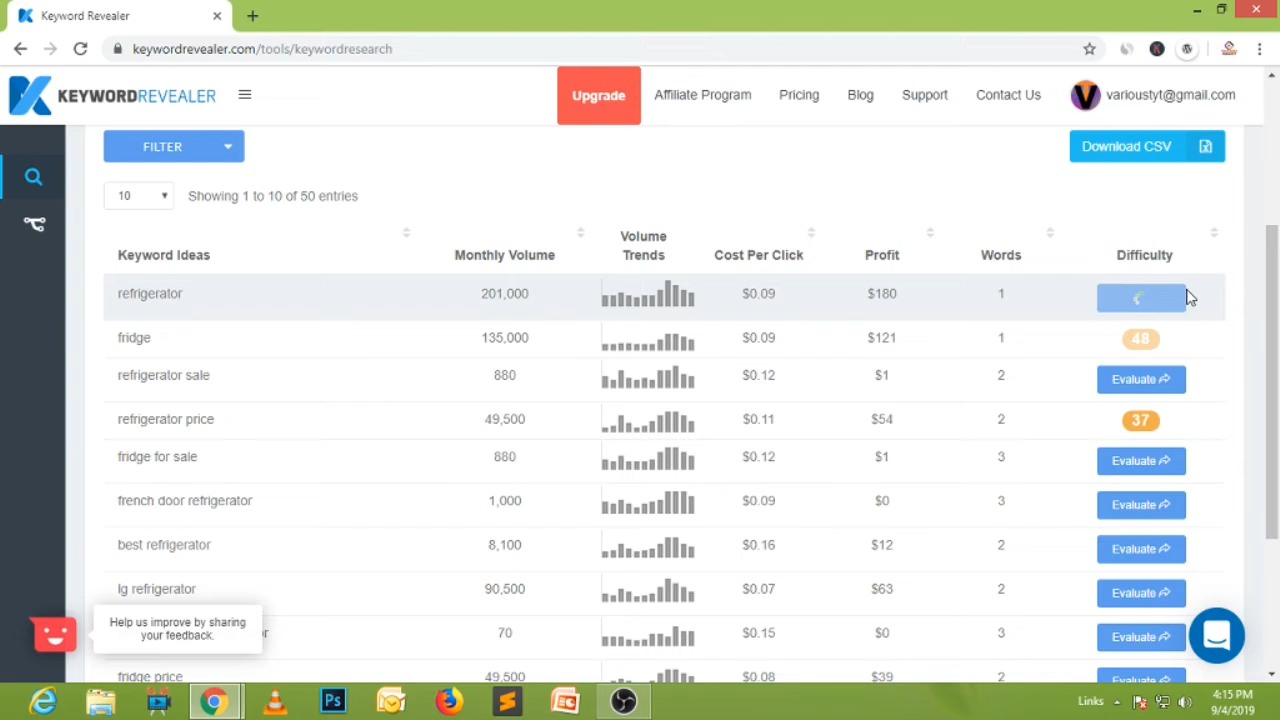 Keyword Revealer
keywordrevealer.com/tools/keywordresearch
KEYWORDREVEALER
Upgrade
Affiliate Program
Pricing
Blog
Support
Contact Us
varioustyt@gmail.com
FILTER
Download CSV
10
Showing 1 to 10 of 50 entries
Keyword Ideas Monthly Volume Volume Trends Cost Per Click Profit Words Difficulty
refrigerator 201,000 $0.09 $180 1
fridge 135,000 $0.09 $121 1 48
refrigerator sale 880 $0.12 $1 2 Evaluate
refrigerator price 49,500 $0.11 $54 2 37
fridge for sale 880 $0.12 $1 3 Evaluate
french door refrigerator 1,000 $0.09 $0 3 Evaluate
best refrigerator 8,100 $0.16 $12 2 Evaluate
lg refrigerator 90,500 $0.07 $63 2 Evaluate
70 $0.15 $0 3 Evaluate
fridge price 49,500 $0.08 $39 2 Evaluate
Help us improve by sharing
your feedback.
Links
4:15 PM
9/4/2019